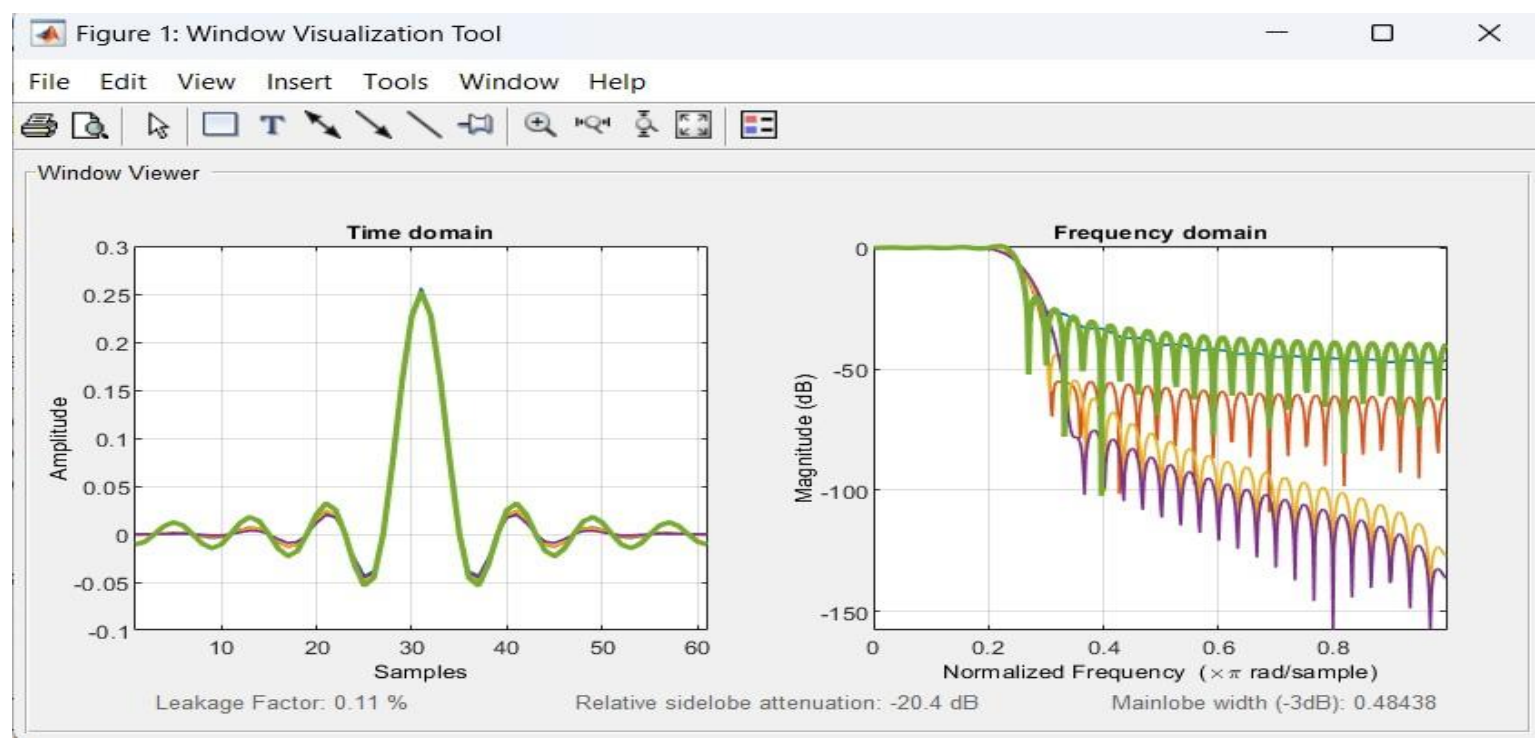 Figure 1: Window Visualization Tool
File Edit View Insert Tools Window Help
T
Window Viewer
Time domain
0.3
0.25
0.2
0.15
0.1
0.05
0
-0.05
-0.1
Amplitude
10 20 30 40 50 60
Samples
Frequency domain
0
-50
-100
-150
Magnitude (dB)
0 0.2 0.4 0.6 0.8
Normalized Frequency (×π rad/sample)
Leakage Factor: 0.11 %
Relative sidelobe attenuation: -20.4 dB
Mainlobe width (-3dB): 0.48438